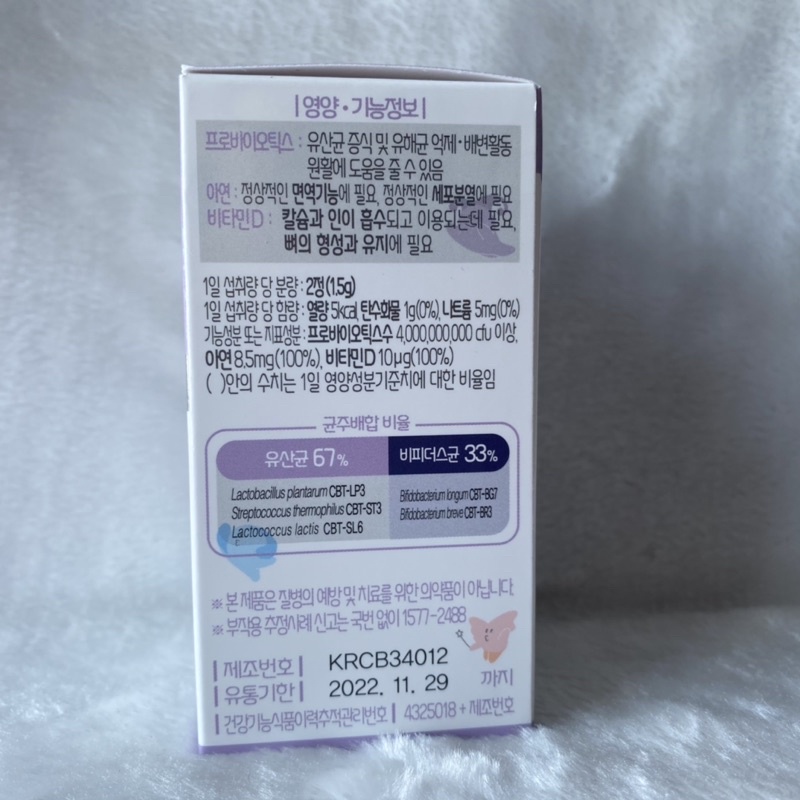 | 영양·기능정보 |
프로바이오틱스 : 유산균 증식 및 유해균 억제·배변활동
원활에 도움을 줄 수 있음
아연 : 정상적인 면역기능에 필요, 정상적인 세포분열에 필요
비타민D : 칼슘과 인이 흡수되고 이용되는데 필요,
뼈의 형성과 유지에 필요
1일 섭취량 당 분량 : 2정(1.5g)
1일 섭취량 당 함량 : 열량 5kcal, 탄수화물 1g(0%), 나트륨 5mg(0%)
기능성분 또는 지표성분 : 프로바이오틱스수 4,000,000,000 cfu 이상,
아연 8.5mg(100%), 비타민D 10µg(100%)
( )안의 수치는 1일 영양성분기준치에 대한 비율임
균주배합 비율
유산균 67% 비피더스균 33%
Lactobacillus plantarum CBT-LP3 Bifidobacterium longum CBT-BG7
Streptococcus thermophilus CBT-ST3 Bifidobacterium breve CBT-BR3
Lactococcus lactis CBT-SL6
※ 본 제품은 질병의 예방 및 치료를 위한 의약품이 아닙니다.
※ 부작용 추정사례 신고는 국번 없이 1577-2488
| 제조번호 | KRCB34012
| 유통기한 | 2022. 11. 29 까지
| 건강기능식품이력추적관리번호 | 4325018 + 제조번호